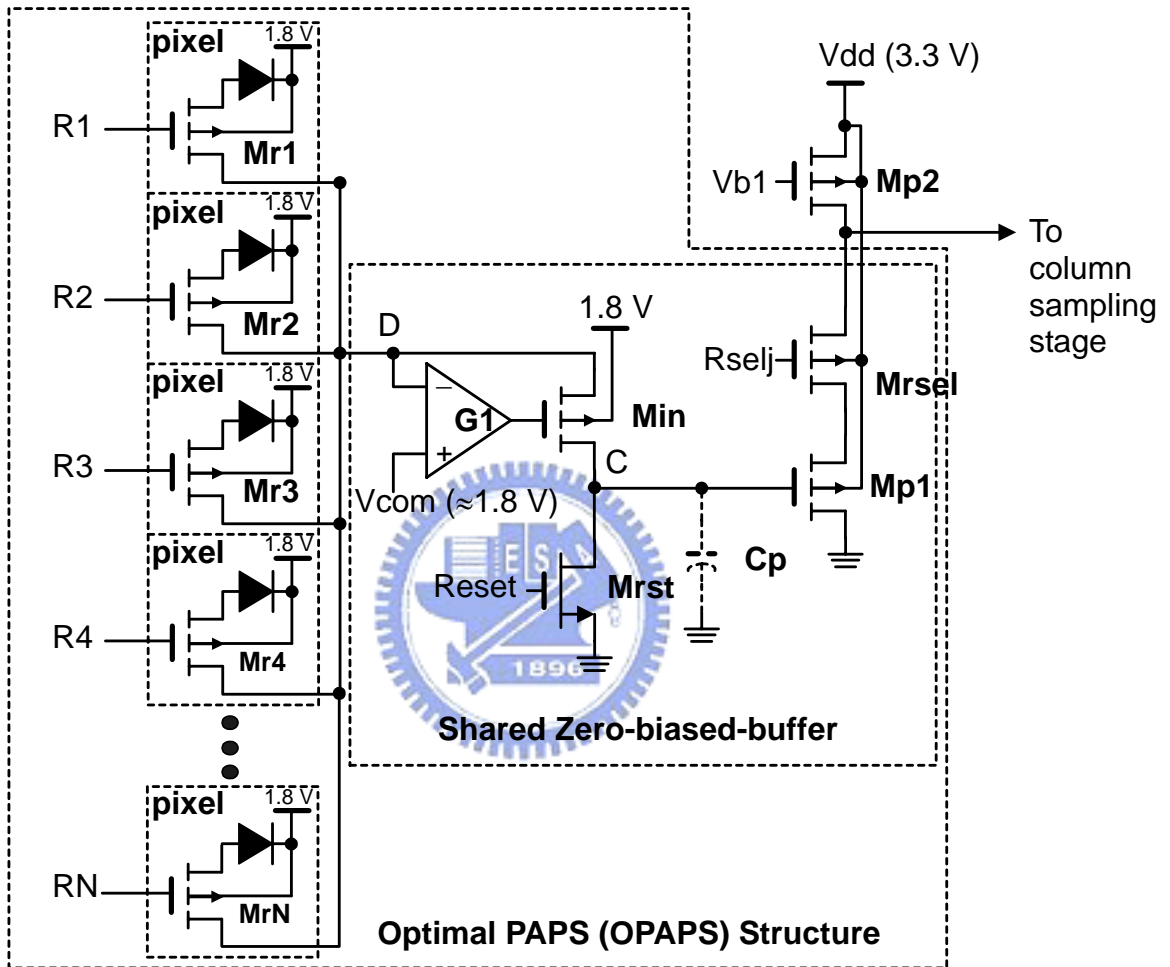 pixel
1.8 V
R1
Mr1
pixel
1.8 V
R2
Mr2
pixel
1.8 V
R3
Mr3
pixel
1.8 V
R4
Mr4
pixel
1.8 V
RN
MrN
D
G1
−
+
Vcom (≈1.8 V)
1.8 V
Min
C
Reset
Mrst
Cp
ES A
1896
Shared Zero-biased-buffer
Vdd (3.3 V)
Vb1
Mp2
To
column
sampling
stage
Rselj
Mrsel
Mp1
Optimal PAPS (OPAPS) Structure